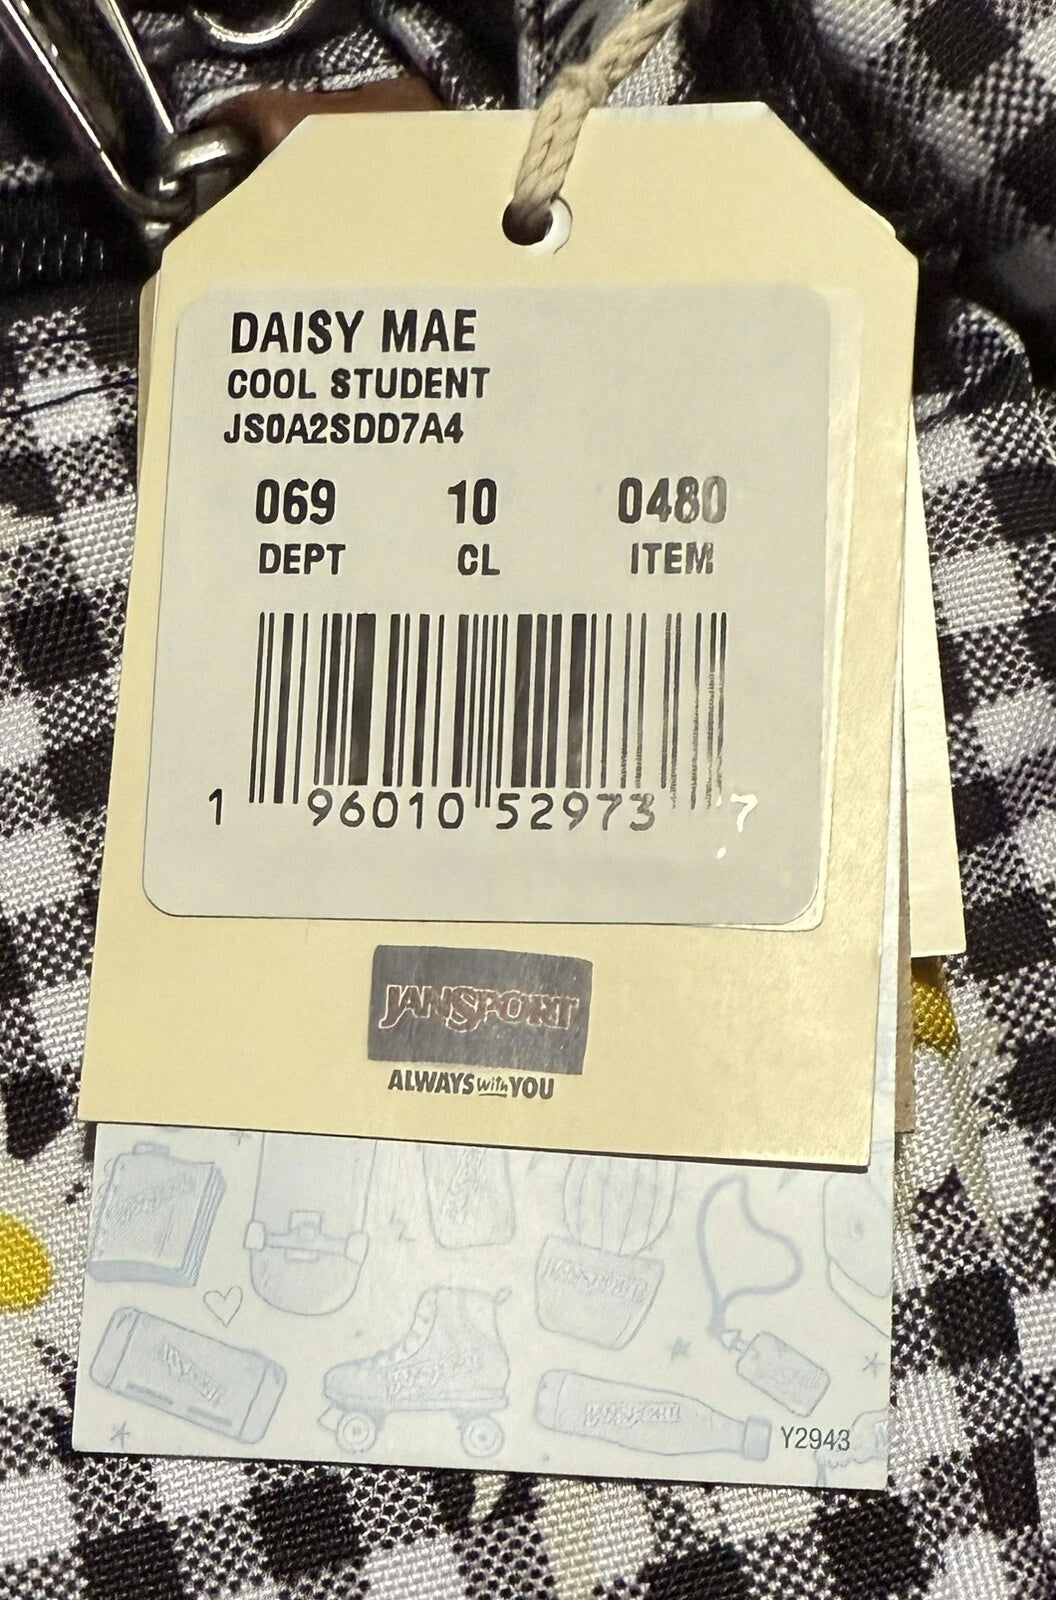 DAISY MAE
COOL STUDENT
JS0A2SDD7A4
069 10 0480
DEPT CL ITEM
1 96010 52973 7
JANSPORT
ALWAYS with YOU
JANSPORT
Y2943